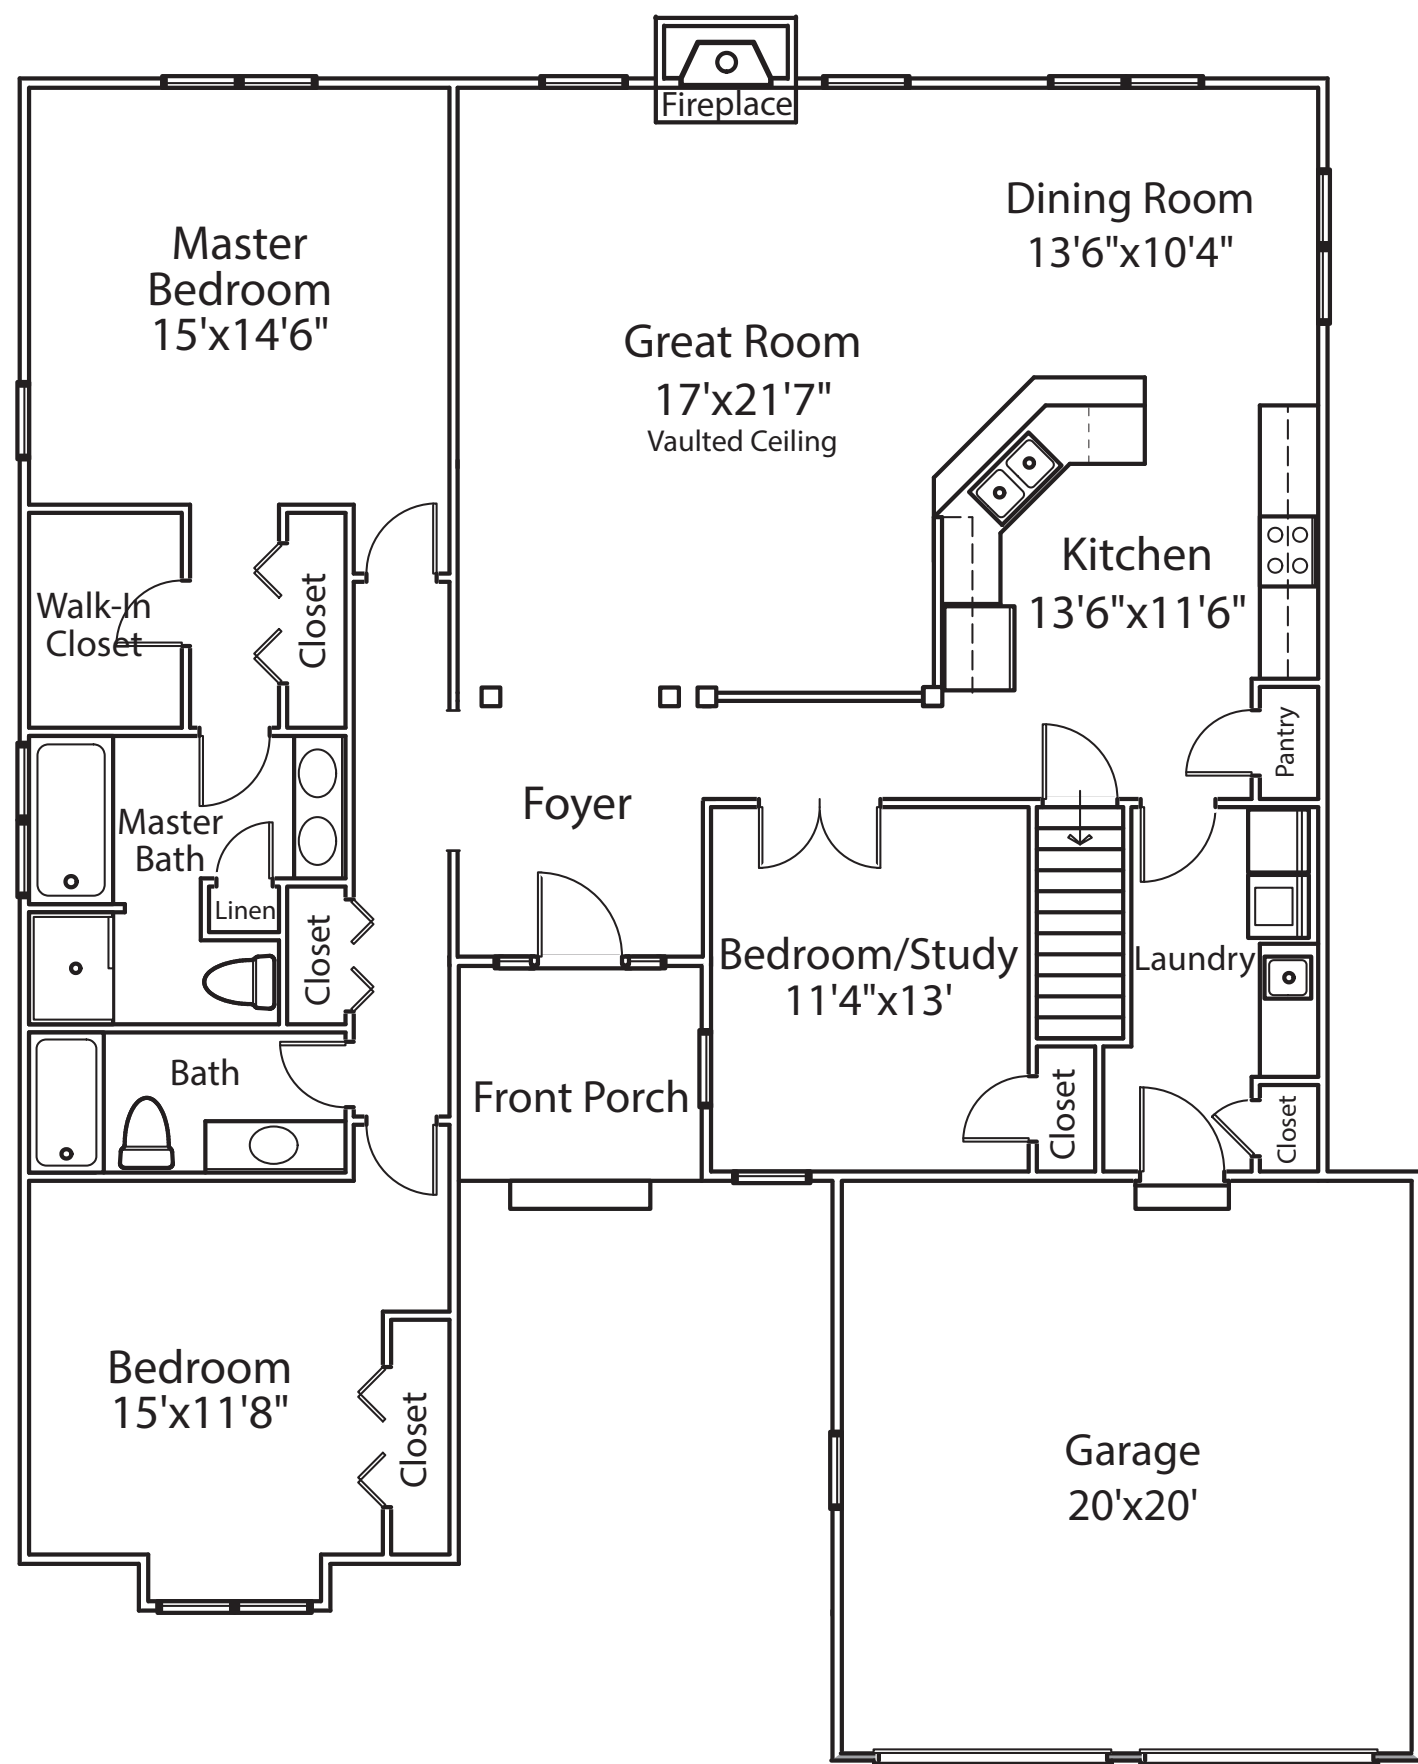 Fireplace
Dining Room
13'6"x10'4"
Master
Bedroom
15'x14'6"
Great Room
17'x21'7"
Vaulted Ceiling
Kitchen
13'6"x11'6"
Walk-In
Closet
Closet
Pantry
Foyer
Master
Bath
Linen
Closet
Bedroom/Study
11'4"x13'
Laundry
Bath
Front Porch
Closet
Closet
Bedroom
15'x11'8"
Closet
Garage
20'x20'